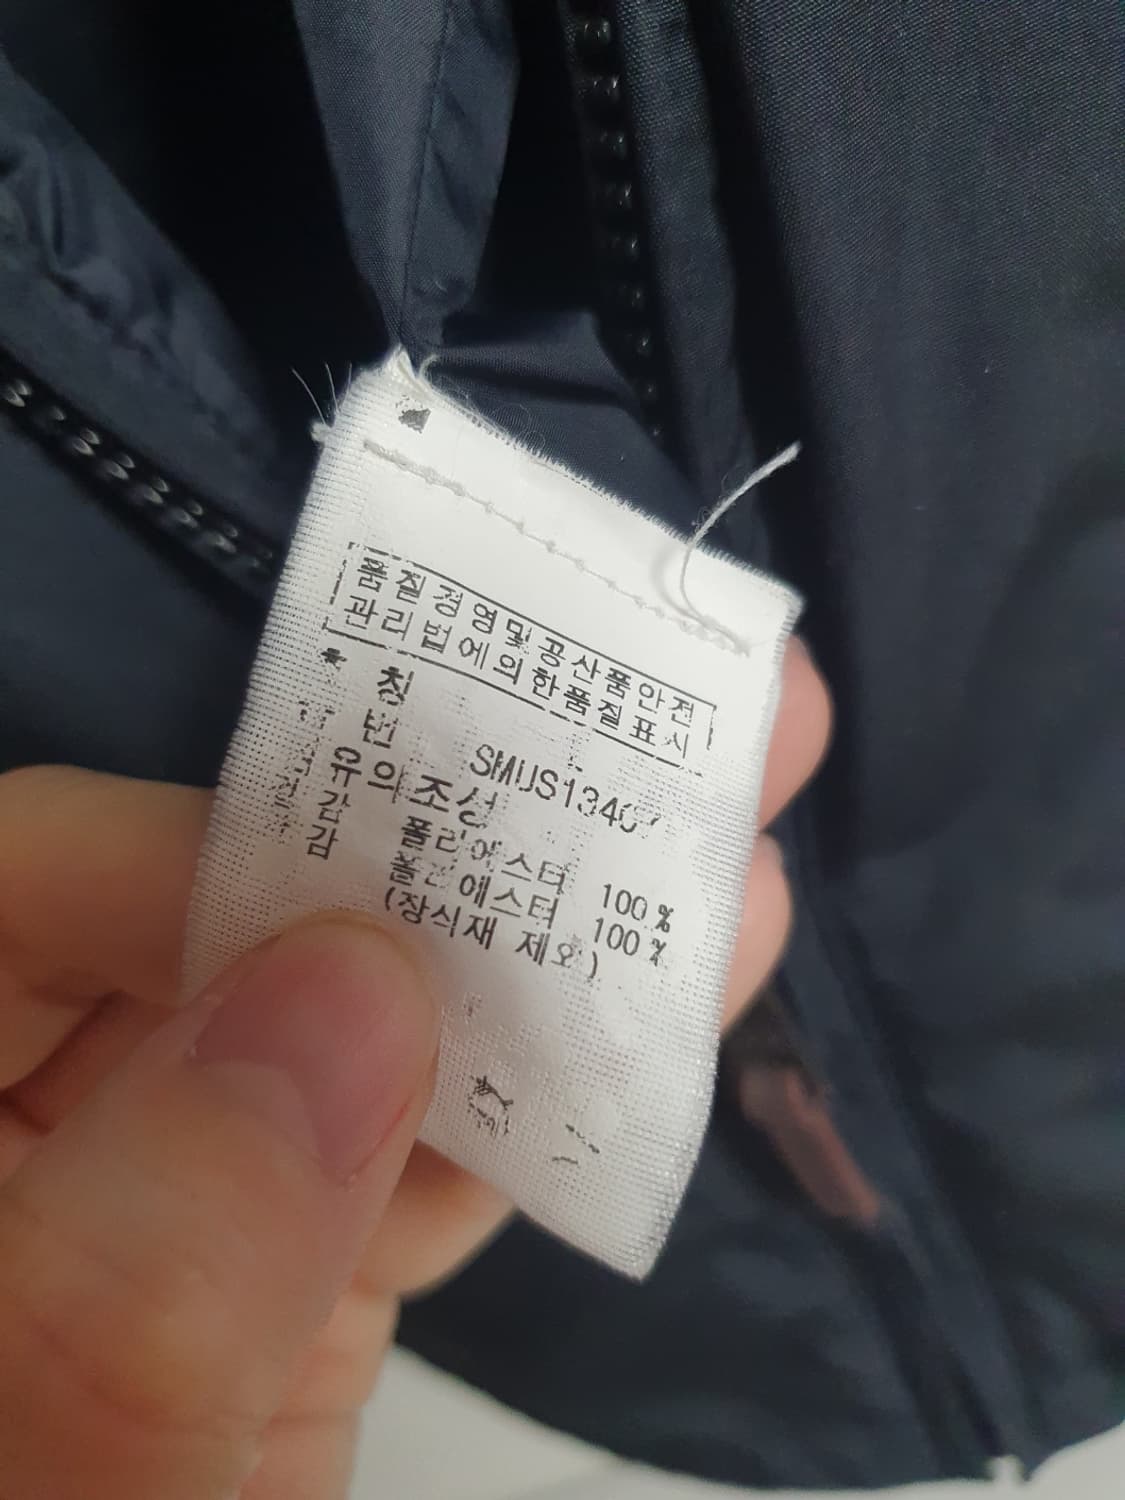 품질경영및공산품안전
관리법에의한품질표시
* 칭
번 SMUS1340
유의조성
감 폴리에스터 100%
감 폴리에스터 100%
(장식재 제외)